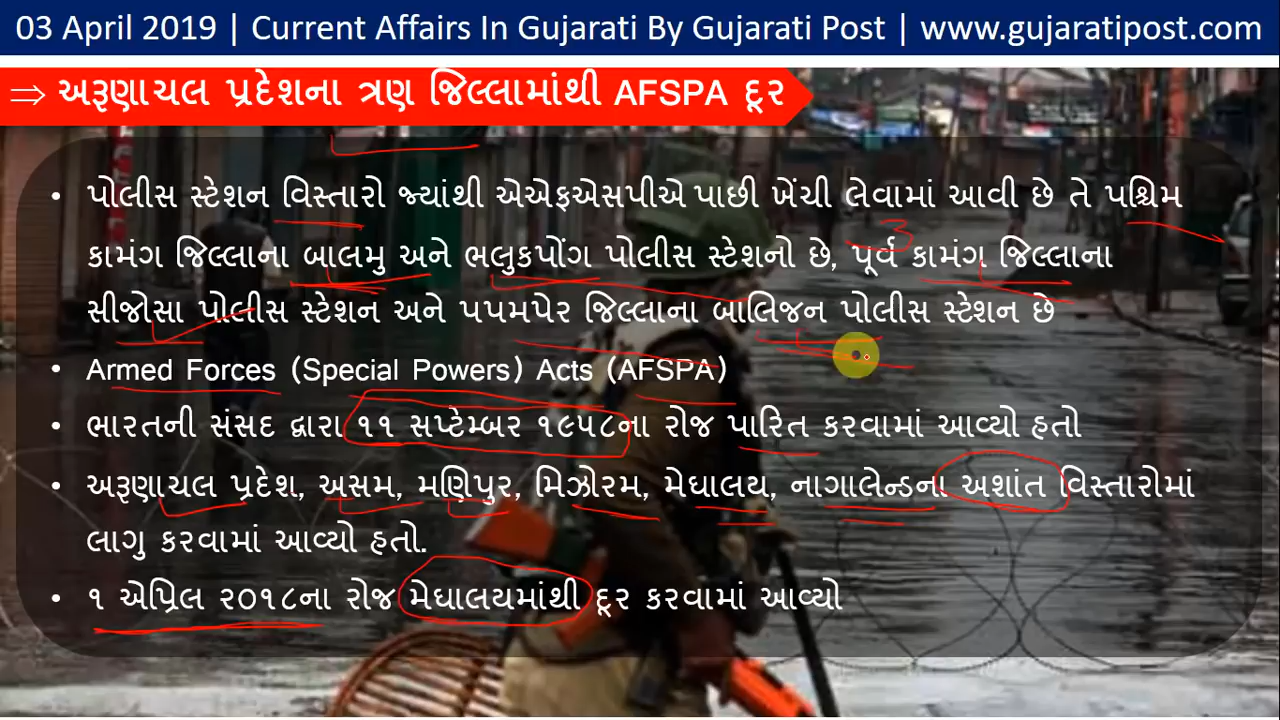 03 April 2019 | Current Affairs In Gujarati By Gujarati Post | www.gujaratipost.com
⇒ અરૂણાચલ પ્રદેશના ત્રણ જિલ્લામાંથી AFSPA દૂર
• પોલીસ સ્ટેશન વિસ્તારો જ્યાંથી એએફએસપીએ પાછી ખેંચી લેવામાં આવી છે તે પશ્ચિમ
3
કામંગ જિલ્લાના બાલમુ અને ભલુકપોંગ પોલીસ સ્ટેશનો છે, પૂર્વ કામંગ જિલ્લાના
સીજોસા પોલીસ સ્ટેશન અને પપમપેર જિલ્લાના બાલિજન પોલીસ સ્ટેશન છે
• Armed Forces (Special Powers) Acts (AFSPA)
• ભારતની સંસદ દ્વારા ૧૧ સપ્ટેમ્બર ૧૯૫૮ના રોજ પારિત કરવામાં આવ્યો હતો
• અરૂણાચલ પ્રદેશ, અસમ, મણિપુર, મિઝોરમ, મેઘાલય, નાગાલેન્ડના અશાંત વિસ્તારોમાં
લાગુ કરવામાં આવ્યો હતો.
• ૧ એપ્રિલ ૨૦૧૮ના રોજ મેઘાલયમાંથી દૂર કરવામાં આવ્યો